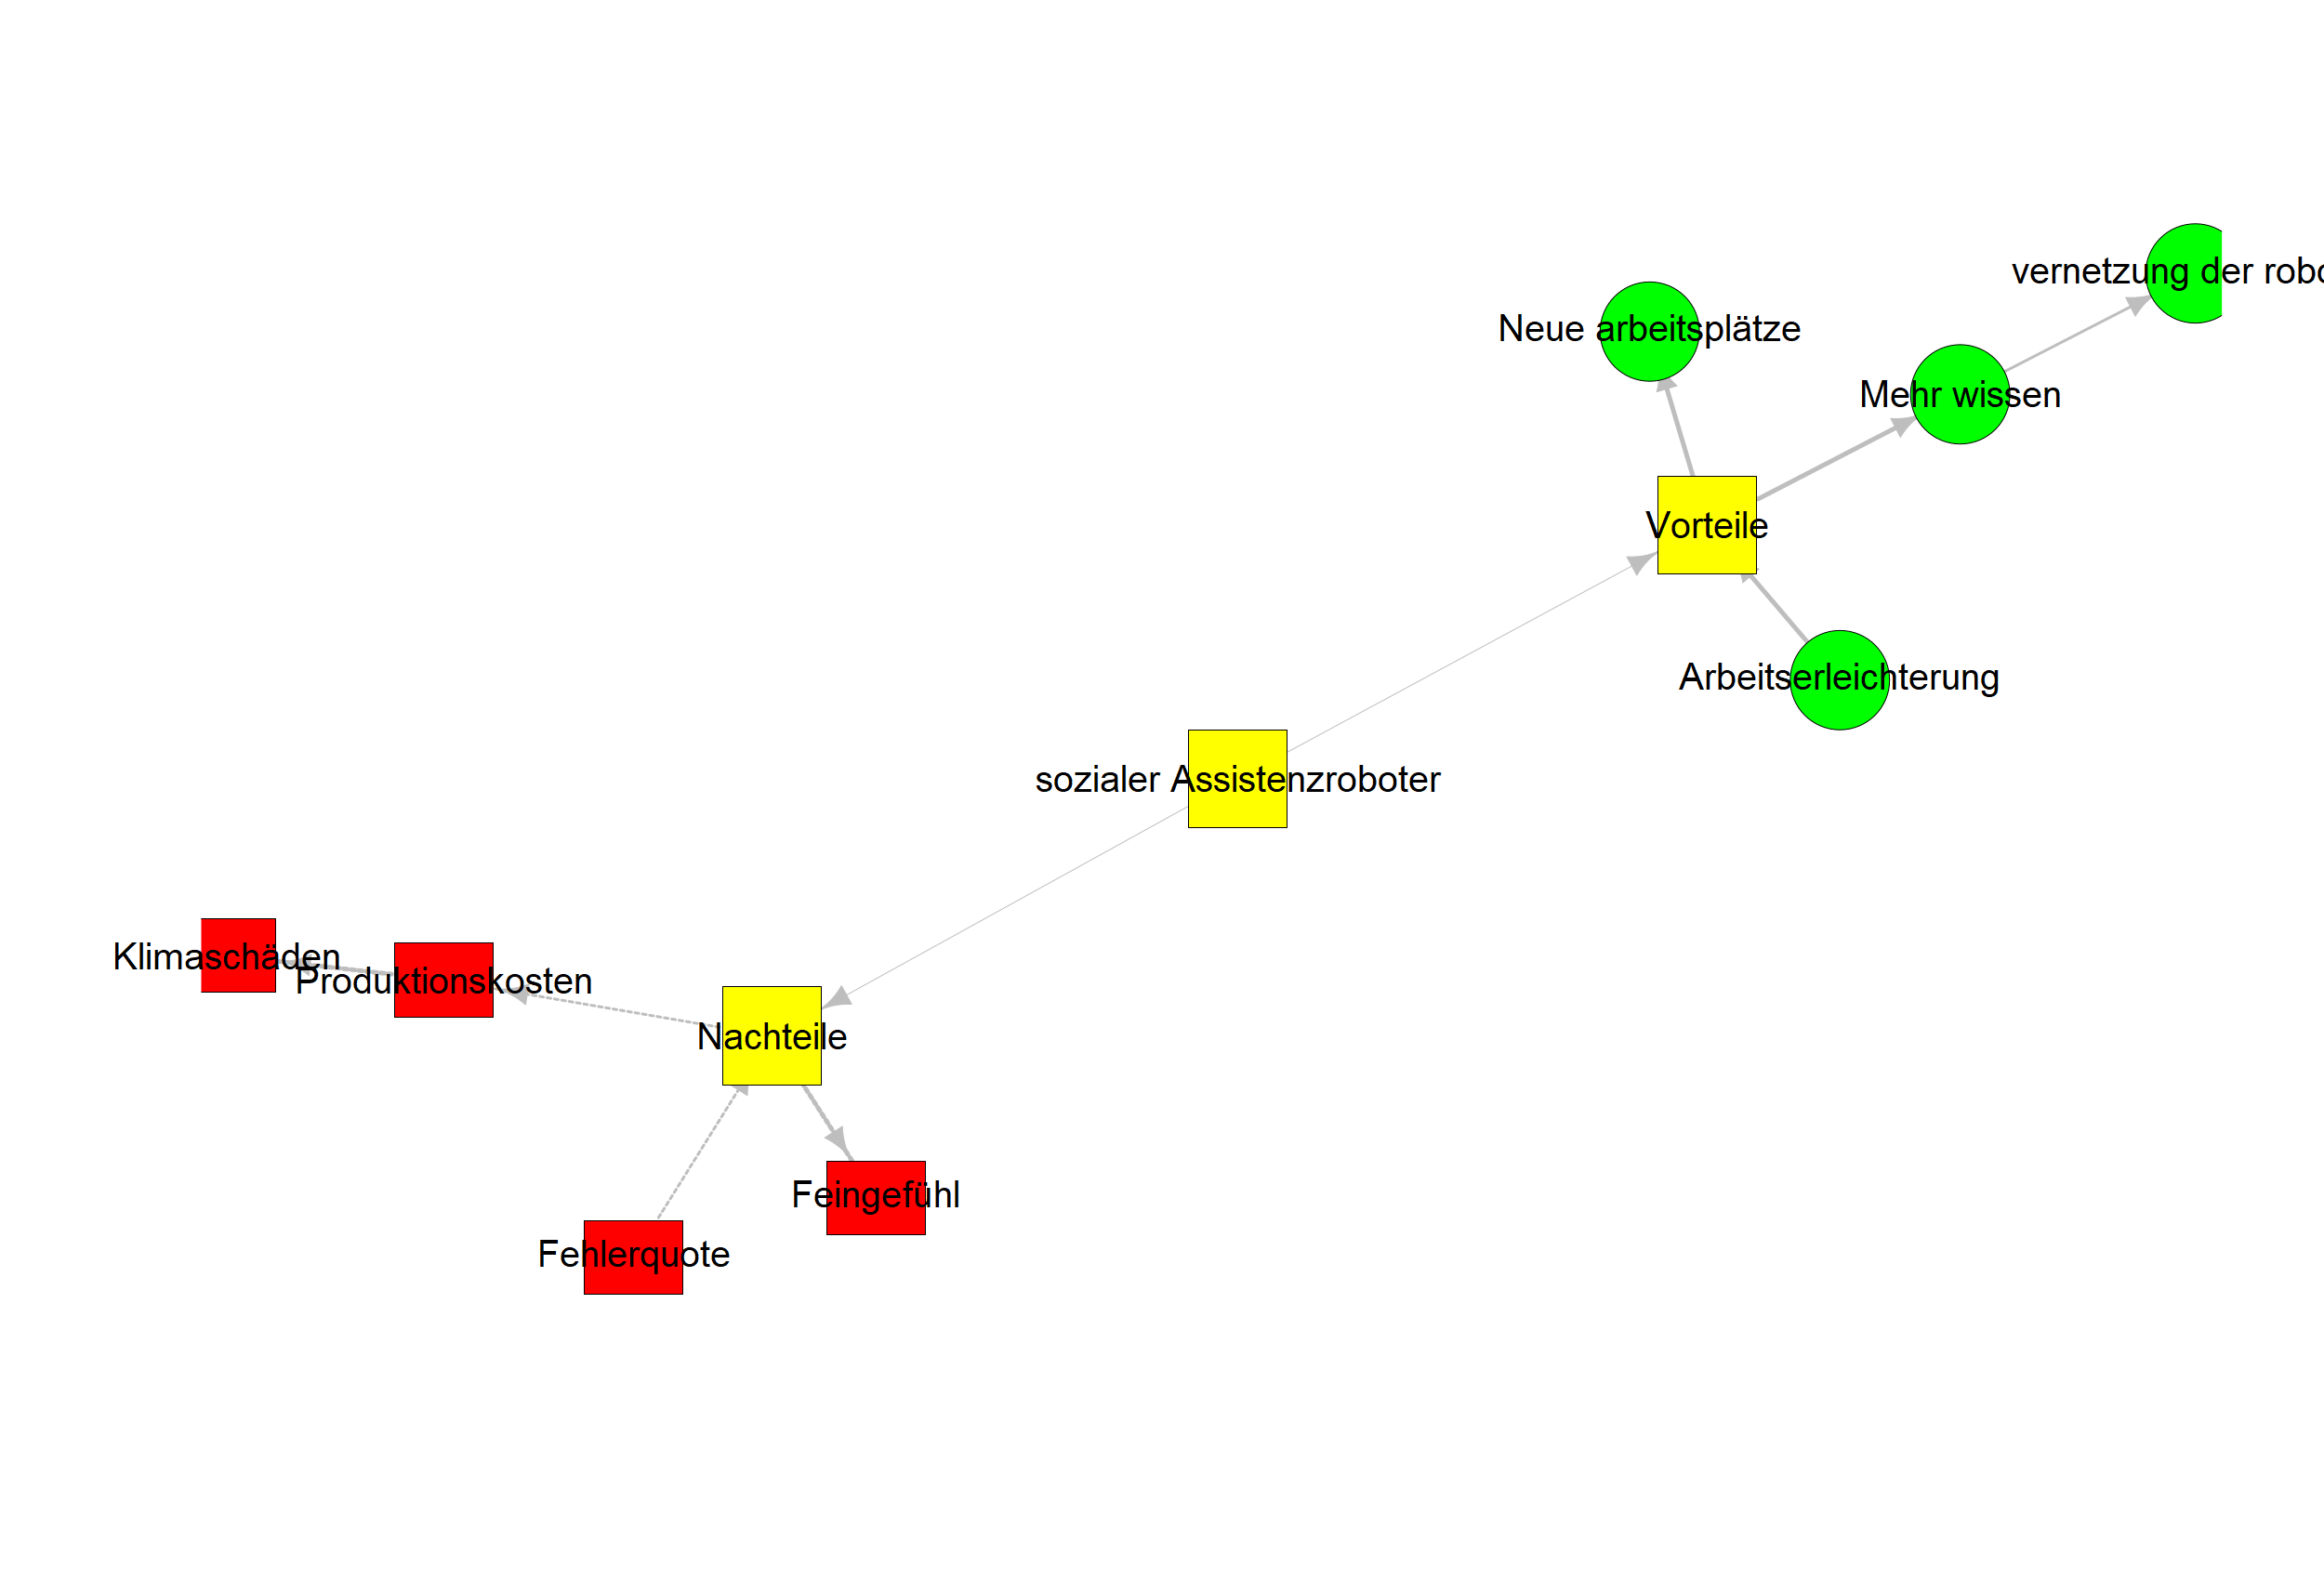 vernetzung der robo
Neue arbeitsplätze
Mehr wissen
Vorteile
Arbeitserleichterung
sozialer Assistenzroboter
Klimaschäden
Produktionskosten
Nachteile
Feingefühl
Fehlerquote